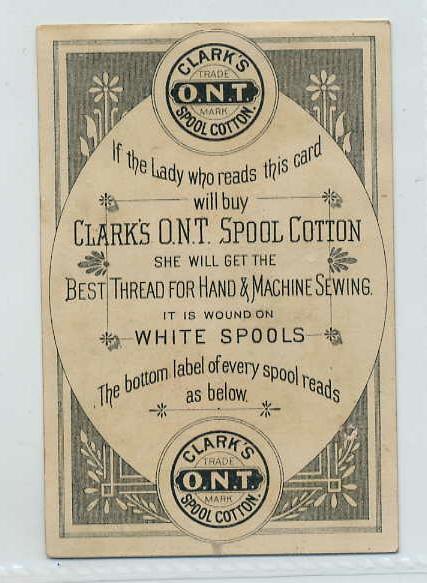 CLARK'S
TRADE
O.N.T.
MARK
SPOOL COTTON.
If the Lady who reads this card
will buy
CLARK'S O.N.T. SPOOL COTTON
SHE WILL GET THE
BEST THREAD FOR HAND & MACHINE SEWING.
IT IS WOUND ON
WHITE SPOOLS
The bottom label of every spool reads
as below.
CLARK'S
TRADE
O.N.T.
MARK
SPOOL COTTON.